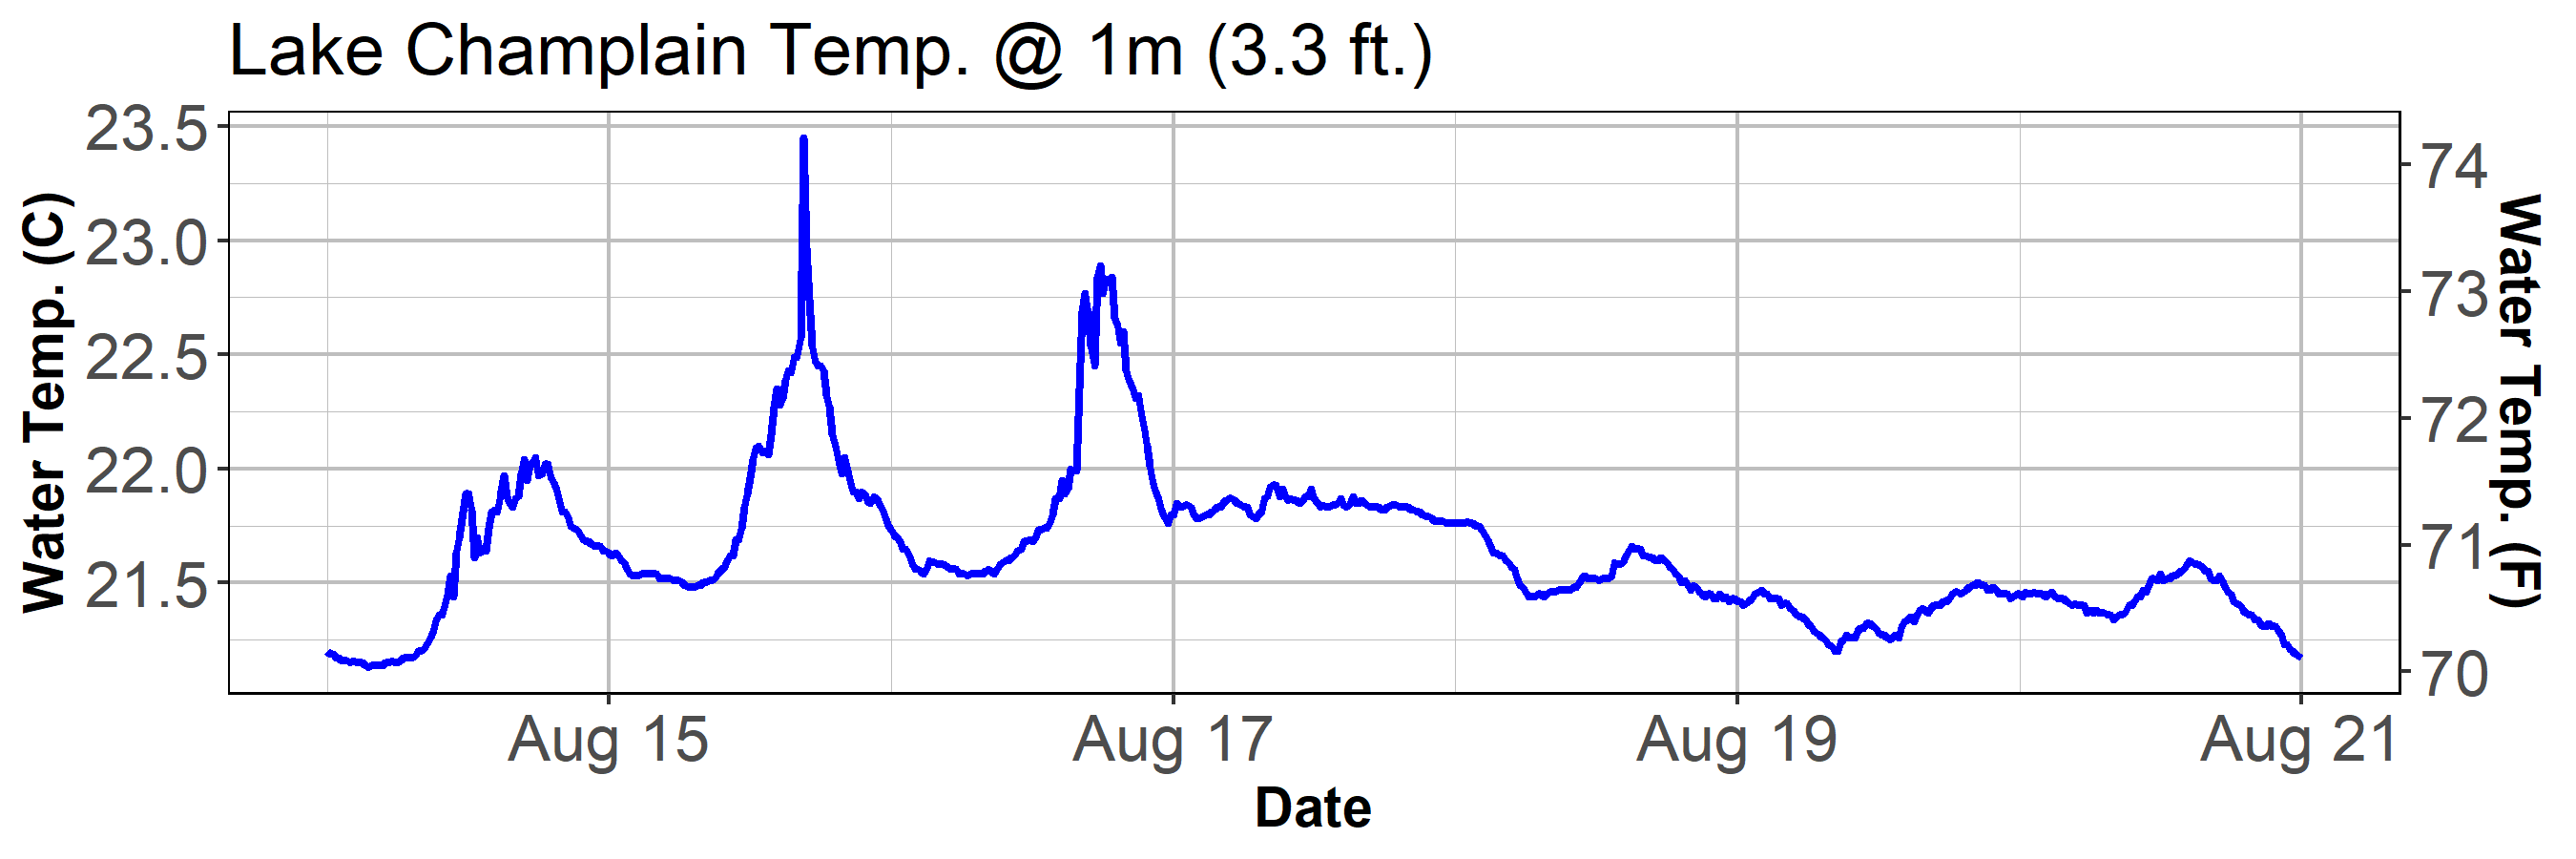 Lake Champlain Temp. @ 1m (3.3 ft.)
Water Temp. (C)
23.5
23.0
22.5
22.0
21.5
74
73
72
71
70
Water Temp. (F)
Aug 15 Aug 17 Aug 19 Aug 21
Date